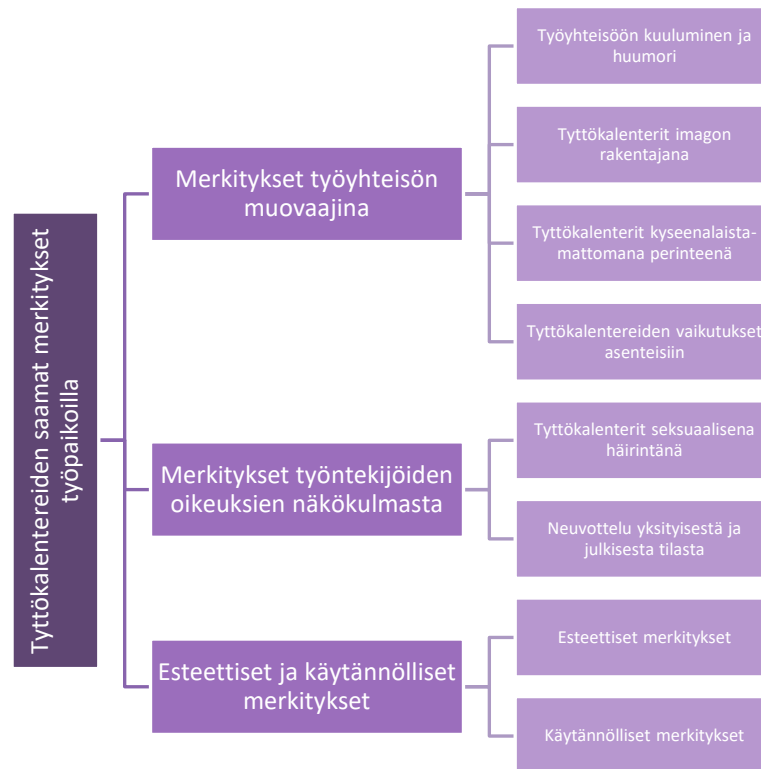 Tyttökalentereiden saamat merkitykset
työpaikoilla
Merkitykset työyhteisön
muovaajina
Työyhteisöön kuuluminen ja
huumori
Tyttökalenterit imagon
rakentajana
Tyttökalenterit kyseenalaista-
mattomana perinteenä
Tyttökalentereiden vaikutukset
asenteisiin
Merkitykset työntekijöiden
oikeuksien näkökulmasta
Tyttökalenterit seksuaalisena
häirintänä
Neuvottelu yksityisestä ja
julkisesta tilasta
Esteettiset ja käytännölliset
merkitykset
Esteettiset merkitykset
Käytännölliset merkitykset